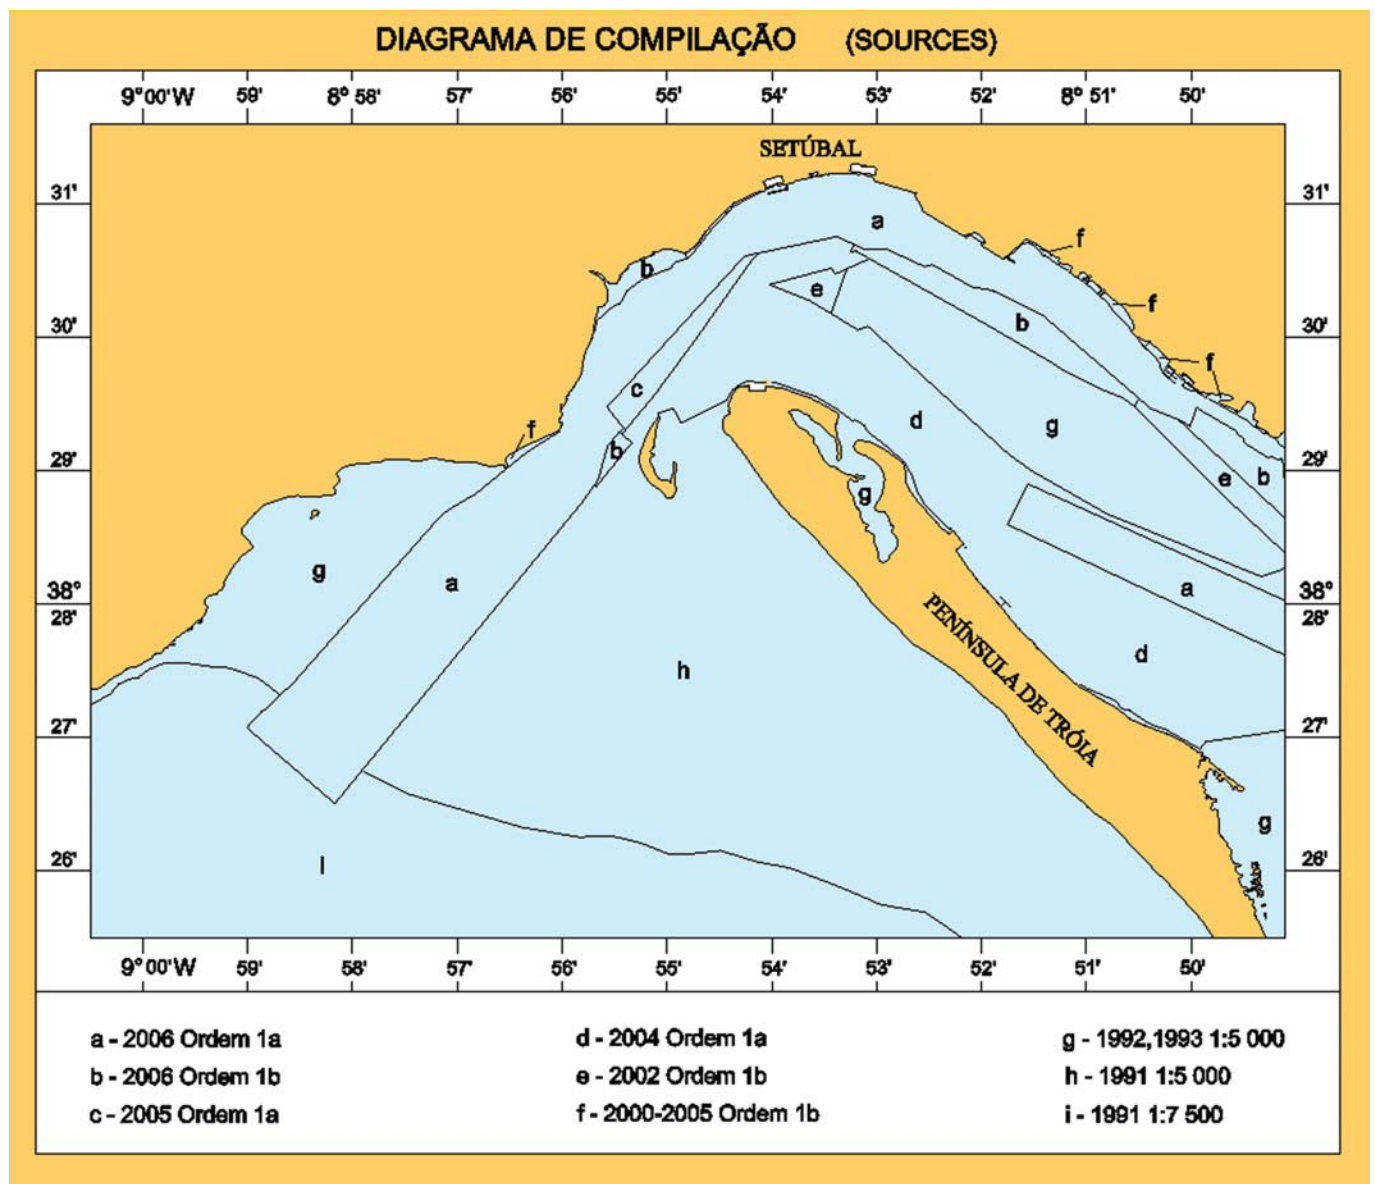 DIAGRAMA DE COMPILAÇÃO (SOURCES)
9°00'W 59' 8°58' 57' 56' 55' 54' 53' 52' 8°51' 50'
SETÚBAL
31' 31'
a
f
b
e
f
30' b 30'
f
c
d g
f
b
29' 29'
e b
g
g
a
38° a 38°
28' 28'
PENÍNSULA DE TRÓIA
d
h
27' 27'
g
26' l 26'
9°00'W 59' 58' 57' 56' 55' 54' 53' 52' 51' 50'
a - 2006 Ordem 1a
b - 2006 Ordem 1b
c - 2005 Ordem 1a
d - 2004 Ordem 1a
e - 2002 Ordem 1b
f - 2000-2005 Ordem 1b
g - 1992,1993 1:5 000
h - 1991 1:5 000
i - 1991 1:7 500